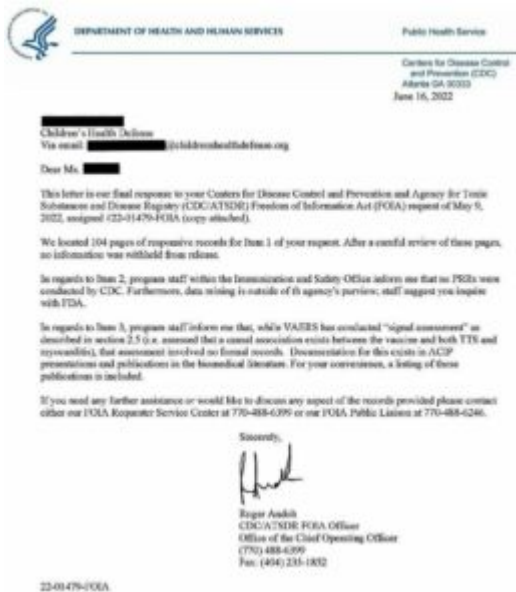 DEPARTMENT OF HEALTH AND HUMAN SERVICES
Public Health Service
Centers for Disease Control
and Prevention (CDC)
Atlanta GA 30333
June 16, 2022
Children's Health Defense
Via email: @childrenshealthdefense.org
Dear Ms.
This letter is our final response to your Centers for Disease Control and Prevention and Agency for Toxic
Substances and Disease Registry (CDC/ATSDR) Freedom of Information Act (FOIA) request of May 9,
2022, assigned #22-01479-FOIA (copy attached).
We located 104 pages of responsive records for Item 1 of your request. After a careful review of these pages,
no information was withheld from release.
In regards to Item 2, program staff within the Immunization and Safety Office inform me that no PRRs were
conducted by CDC. Furthermore, data mining is outside of th agency's purview; staff suggest you inquire
with FDA.
In regards to Item 3, program staff inform me that, while VAERS has conducted "signal assessment" as
described in section 2.5 (i.e. assessed that a causal association exists between the vaccine and both TTS and
myocarditis), that assessment involved no formal records. Documentation for this exists in ACIP
presentations and publications in the biomedical literature. For your convenience, a listing of these
publications is included.
If you need any further assistance or would like to discuss any aspect of the records provided please contact
either our FOIA Requester Service Center at 770-488-6399 or our FOIA Public Liaison at 770-488-6246.
Sincerely,
Roger Andoh
CDC/ATSDR FOIA Officer
Office of the Chief Operating Officer
(770) 488-6399
Fax: (404) 235-1852
22-01479-FOIA